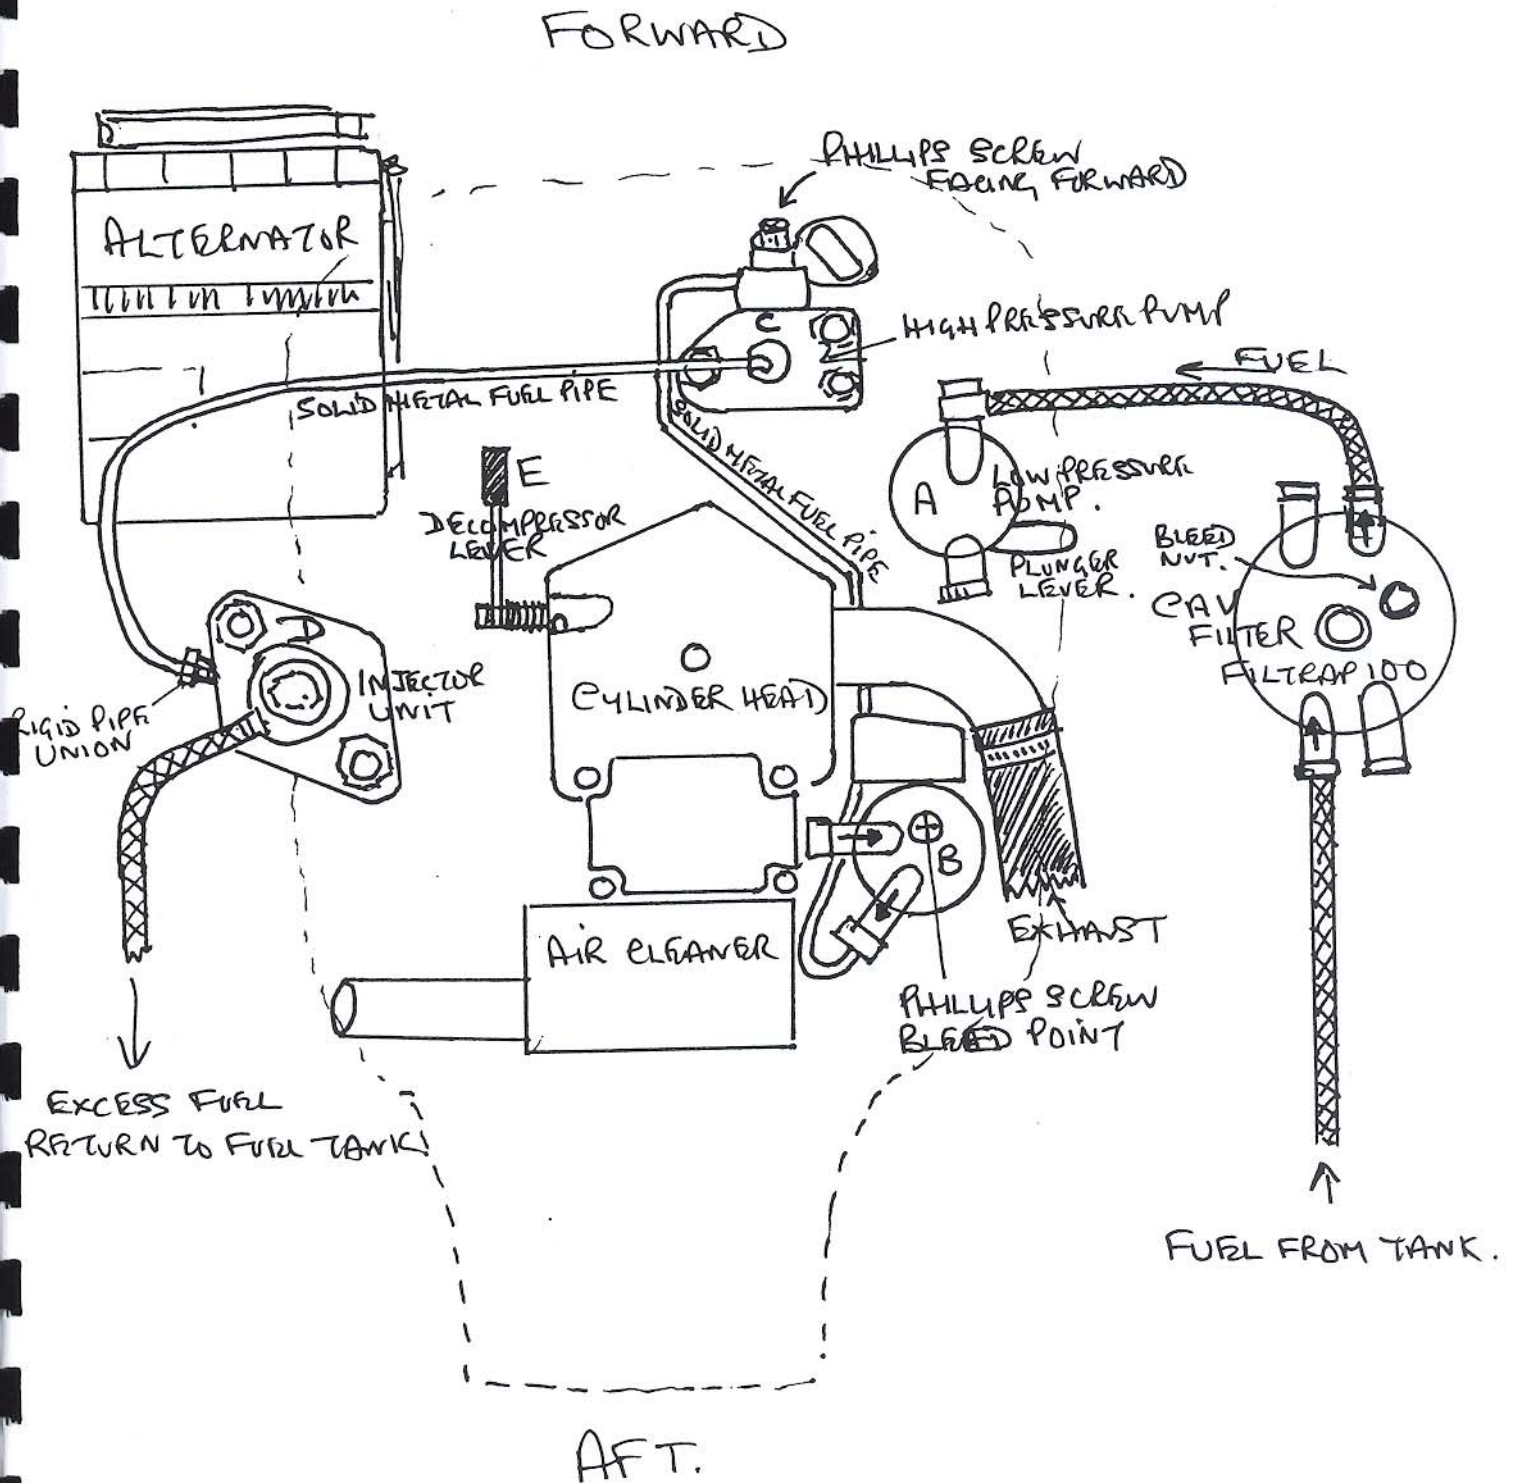 FORWARD
PHILLIPS SCREW
FACING FORWARD
ALTERNATOR
C
HIGH PRESSURE PUMP
FUEL
SOLID METAL FUEL PIPE
SOLID METAL FUEL PIPE
E
DECOMPRESSOR
LEVER
A
LOW PRESSURE
PUMP.
PLUNGER
LEVER.
BLEED
NUT.
CAV
FILTER
FILTRAP 100
D
INJECTOR
UNIT
RIGID PIPE
UNION
CYLINDER HEAD
B
EXHAUST
AIR CLEANER
PHILLIPS SCREW
BLEED POINT
EXCESS FUEL
RETURN TO FUEL TANK!
FUEL FROM TANK.
AFT.